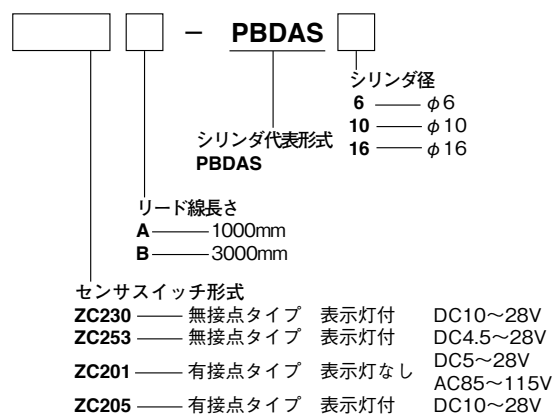 − PBDAS
シリンダ径
6 φ6
10 φ10
16 φ16
シリンダ代表形式
PBDAS
リード線長さ
A 1000mm
B 3000mm
センサスイッチ形式
ZC230 無接点タイプ 表示灯付 DC10〜28V
ZC253 無接点タイプ 表示灯付 DC4.5〜28V
ZC201 有接点タイプ 表示灯なし DC5〜28V
AC85〜115V
ZC205 有接点タイプ 表示灯付 DC10〜28V